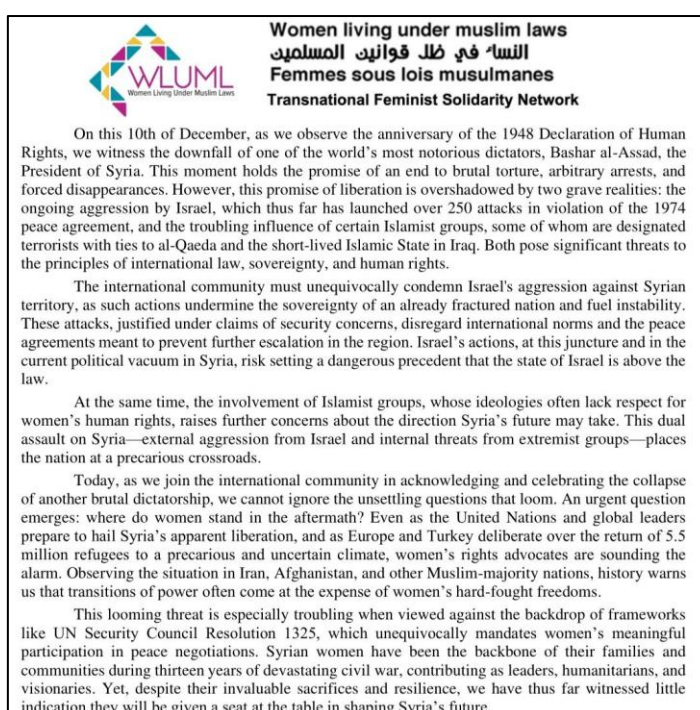 WLUML
Women Living Under Muslim Laws
Women living under muslim laws
النساء في ظل قوانين المسلمين
Femmes sous lois musulmanes
Transnational Feminist Solidarity Network
On this 10th of December, as we observe the anniversary of the 1948 Declaration of Human
Rights, we witness the downfall of one of the world’s most notorious dictators, Bashar al-Assad, the
President of Syria. This moment holds the promise of an end to brutal torture, arbitrary arrests, and
forced disappearances. However, this promise of liberation is overshadowed by two grave realities: the
ongoing aggression by Israel, which thus far has launched over 250 attacks in violation of the 1974
peace agreement, and the troubling influence of certain Islamist groups, some of whom are designated
terrorists with ties to al-Qaeda and the short-lived Islamic State in Iraq. Both pose significant threats to
the principles of international law, sovereignty, and human rights.
The international community must unequivocally condemn Israel's aggression against Syrian
territory, as such actions undermine the sovereignty of an already fractured nation and fuel instability.
These attacks, justified under claims of security concerns, disregard international norms and the peace
agreements meant to prevent further escalation in the region. Israel’s actions, at this juncture and in the
current political vacuum in Syria, risk setting a dangerous precedent that the state of Israel is above the
law.
At the same time, the involvement of Islamist groups, whose ideologies often lack respect for
women’s human rights, raises further concerns about the direction Syria’s future may take. This dual
assault on Syria—external aggression from Israel and internal threats from extremist groups—places
the nation at a precarious crossroads.
Today, as we join the international community in acknowledging and celebrating the collapse
of another brutal dictatorship, we cannot ignore the unsettling questions that loom. An urgent question
emerges: where do women stand in the aftermath? Even as the United Nations and global leaders
prepare to hail Syria’s apparent liberation, and as Europe and Turkey deliberate over the return of 5.5
million refugees to a precarious and uncertain climate, women’s rights advocates are sounding the
alarm. Observing the situation in Iran, Afghanistan, and other Muslim-majority nations, history warns
us that transitions of power often come at the expense of women’s hard-fought freedoms.
This looming threat is especially troubling when viewed against the backdrop of frameworks
like UN Security Council Resolution 1325, which unequivocally mandates women’s meaningful
participation in peace negotiations. Syrian women have been the backbone of their families and
communities during thirteen years of devastating civil war, contributing as leaders, humanitarians, and
visionaries. Yet, despite their invaluable sacrifices and resilience, we have thus far witnessed little
indication they will be given a seat at the table in shaping Syria’s future.